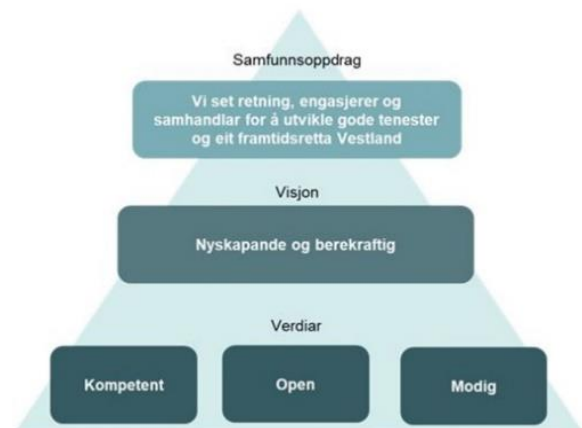 Samfunnsoppdrag
Vi set retning, engasjerer og
samhandlar for å utvikle gode tenester
og eit framtidsretta Vestland
Visjon
Nyskapande og berekraftig
Verdiar
Kompetent
Open
Modig